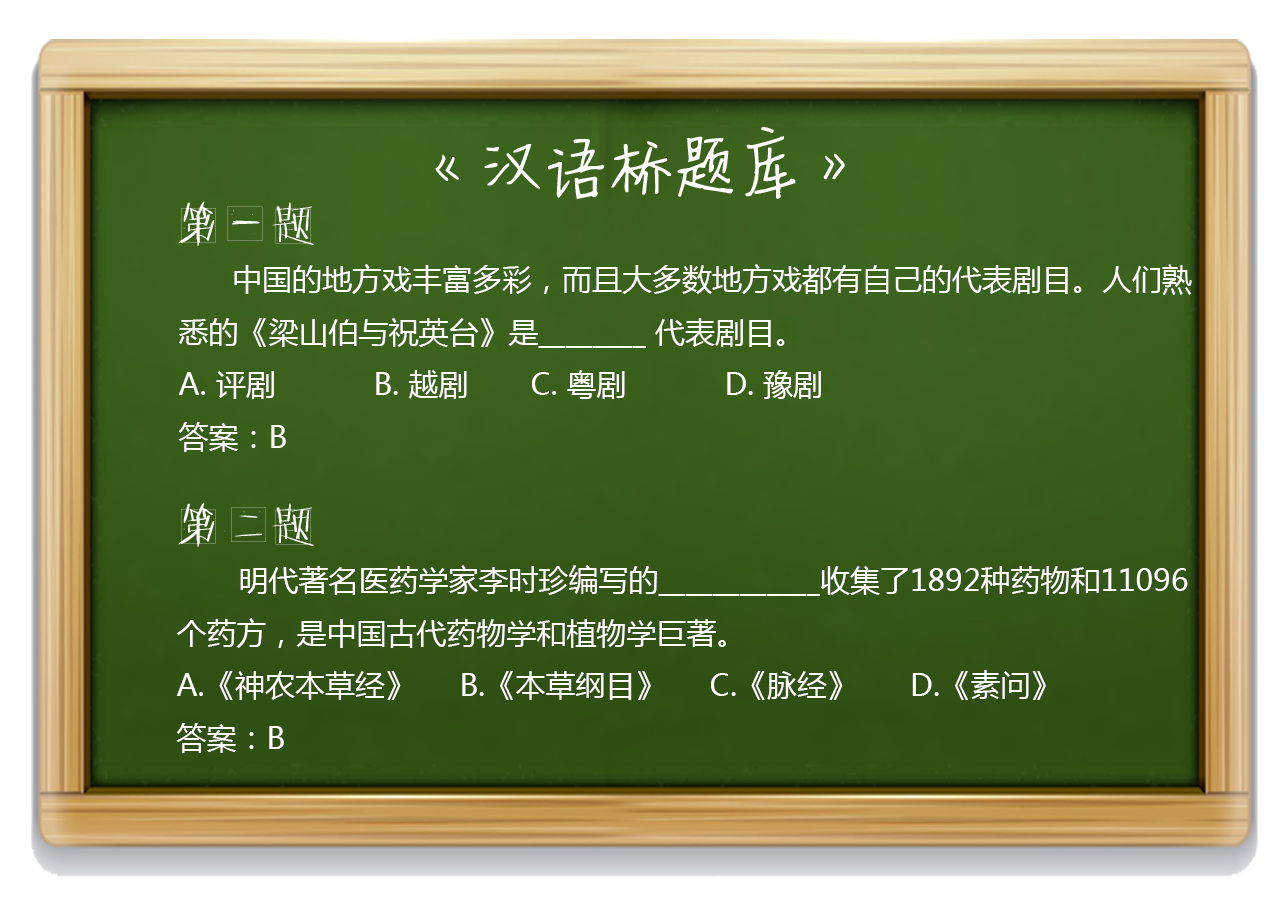 《汉语桥题库》
第一题
中国的地方戏丰富多彩，而且大多数地方戏都有自己的代表剧目。人们熟
悉的《梁山伯与祝英台》是________ 代表剧目。
A. 评剧 B. 越剧 C. 粤剧 D. 豫剧
答案：B
第二题
明代著名医药学家李时珍编写的____________收集了1892种药物和11096
个药方，是中国古代药物学和植物学巨著。
A.《神农本草经》 B.《本草纲目》 C.《脉经》 D.《素问》
答案：B